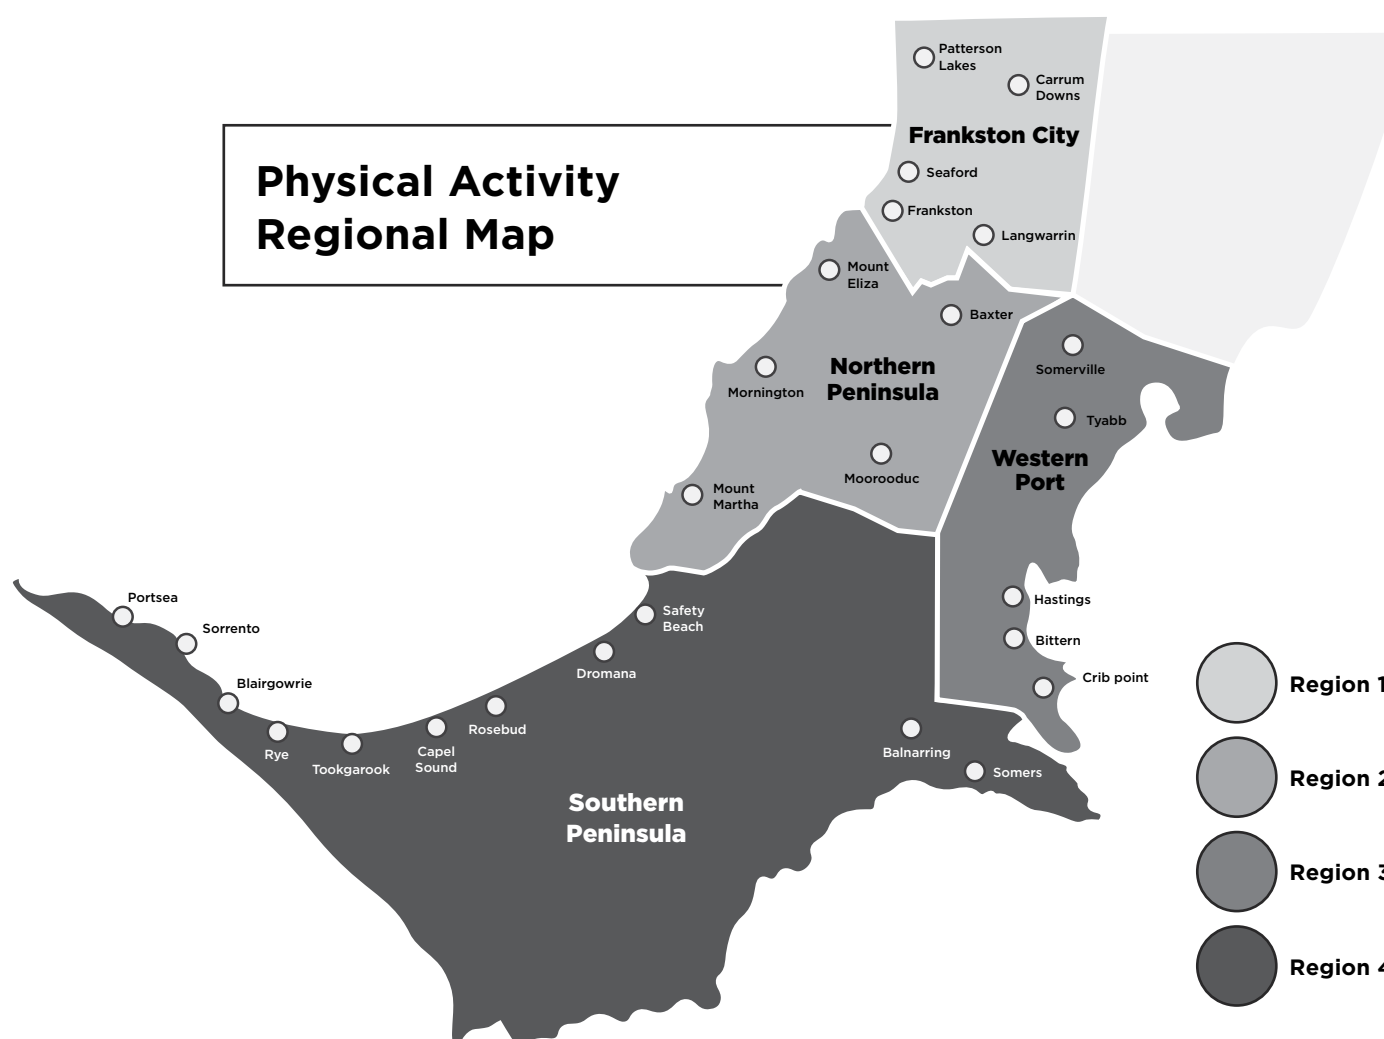 Patterson
Lakes
Carrum
Downs
Frankston City
Physical Activity
Regional Map
Seaford
Frankston
Langwarrin
Mount
Eliza
Baxter
Northern
Peninsula
Mornington
Somerville
Tyabb
Western
Port
Moorooduc
Mount
Martha
Portsea
Sorrento
Blairgowrie
Rye
Tookgarook
Capel
Sound
Rosebud
Dromana
Safety
Beach
Hastings
Bittern
Crib point
Balnarring
Somers
Southern
Peninsula
Region 1
Region 2
Region 3
Region 4